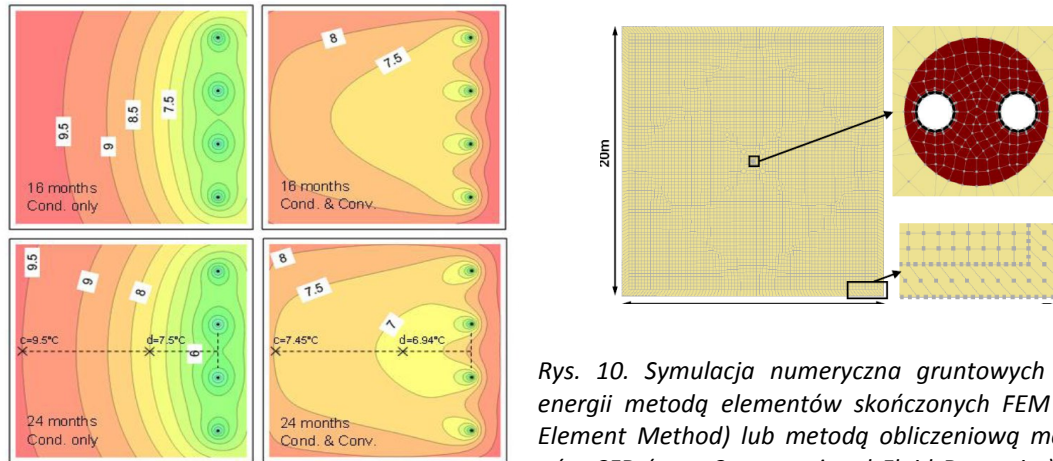 9.5
9
8.5
7.5
16 months
Cond. only
8
7.5
16 months
Cond. & Conv.
9.5
9
8
c=9.5°C
d=7.5°C
6
24 months
Cond. only
8
7.5
7
c=7.45°C
d=6.94°C
24 months
Cond. & Conv.
20m
Rys. 10. Symulacja numeryczna gruntowych
energii metodą elementów skończonych FEM
Element Method) lub metodą obliczeniową